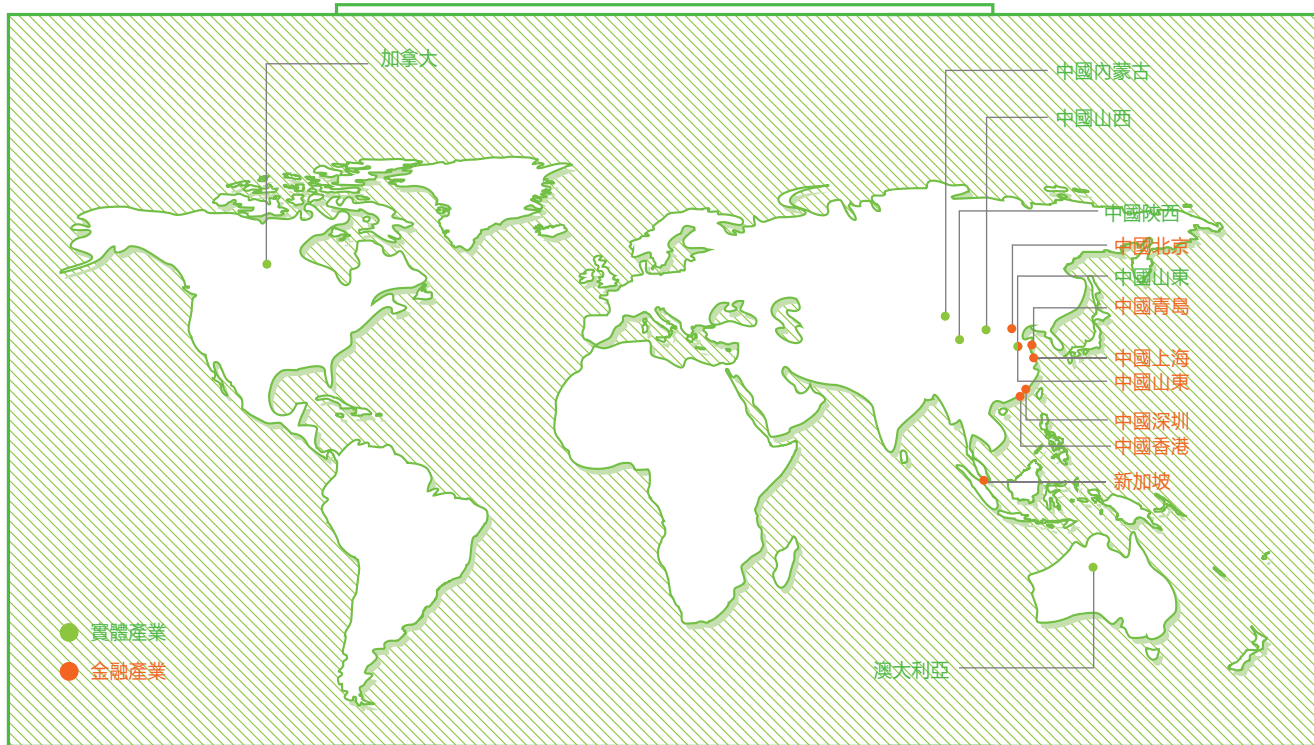 加拿大
中國內蒙古
中國山西
中國陝西
中國北京
中國山東
中國青島
中國上海
中國山東
中國深圳
中國香港
新加坡
實體產業
金融產業
澳大利亞